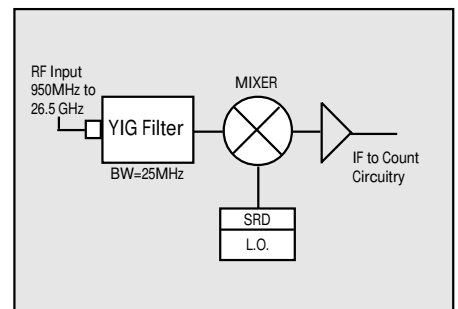 RF Input
950MHz to
26.5 GHz
YIG Filter
BW=25MHz
MIXER
SRD
L.O.
IF to Count
Circuitry